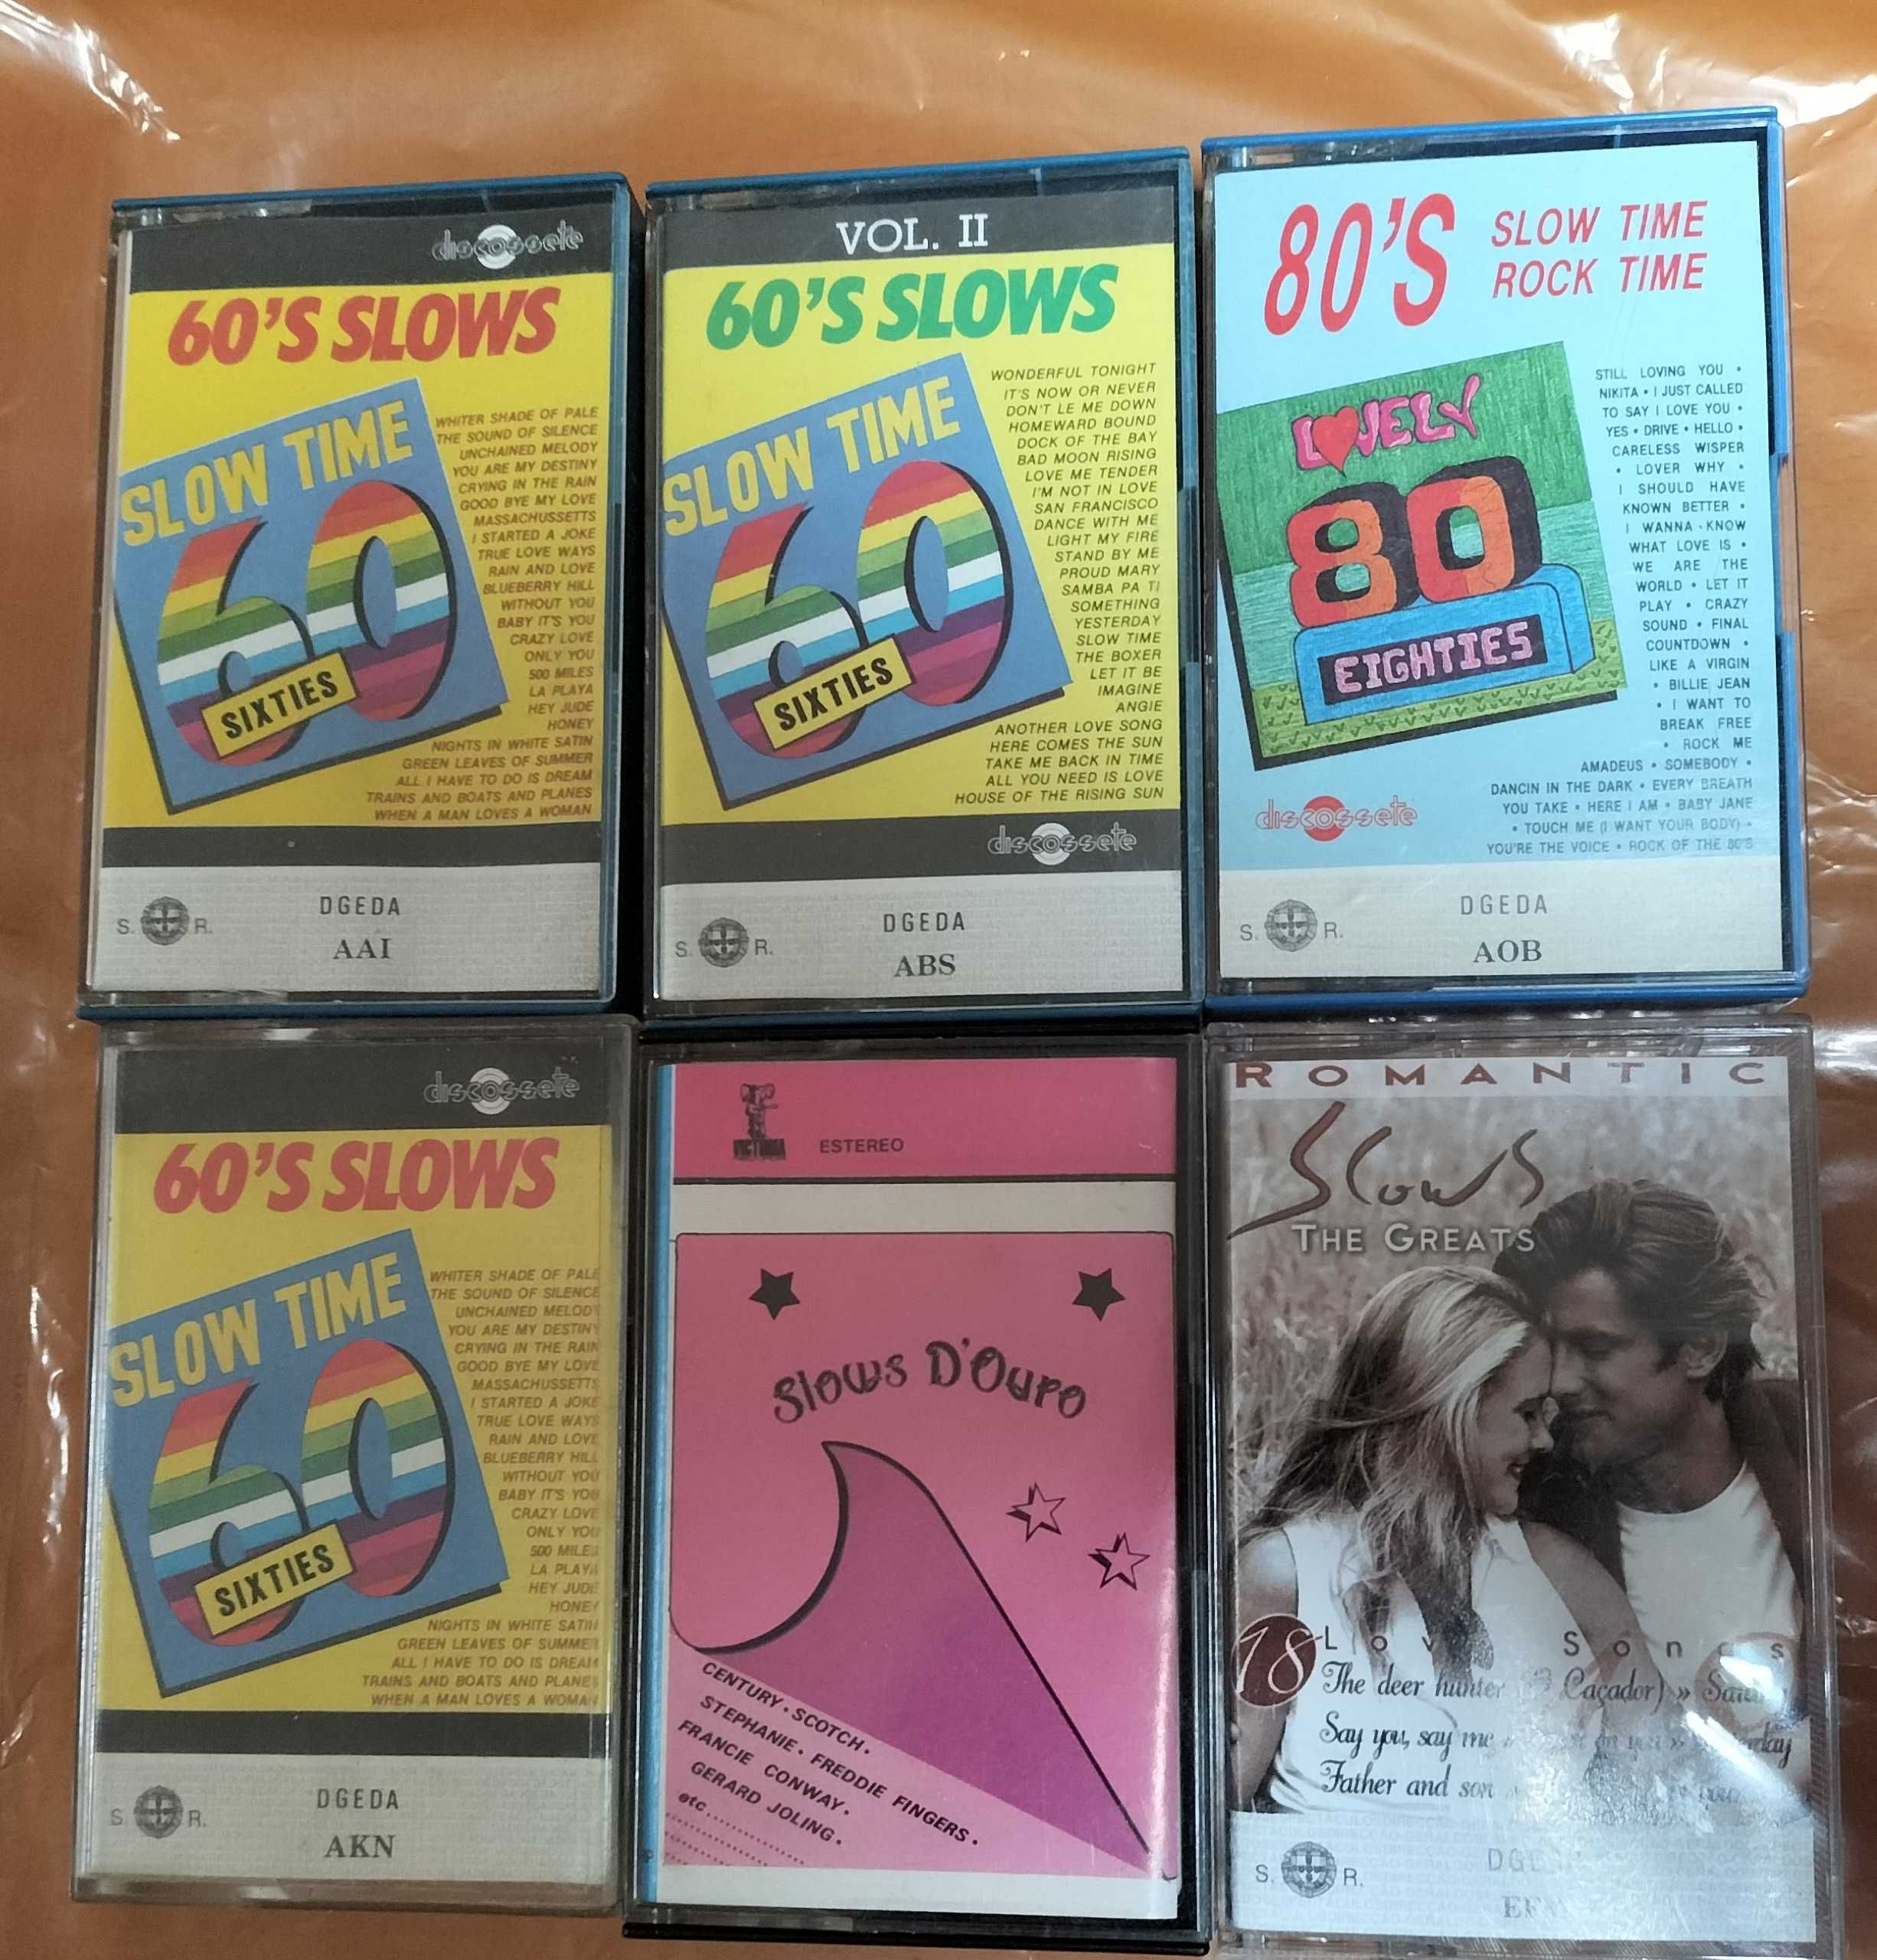 discossete
60'S SLOWS
SLOW TIME
60
SIXTIES
WHITER SHADE OF PALE
THE SOUND OF SILENCE
UNCHAINED MELODY
YOU ARE MY DESTINY
CRYING IN THE RAIN
GOOD BYE MY LOVE
MASSACHUSSETTS
I STARTED A JOKE
TRUE LOVE WAYS
RAIN AND LOVE
BLUEBERRY HILL
WITHOUT YOU
BABY IT'S YOU
CRAZY LOVE
ONLY YOU
500 MILES
LA PLAYA
HEY JUDE
HONEY
NIGHTS IN WHITE SATIN
GREEN LEAVES OF SUMMER
ALL I HAVE TO DO IS DREAM
TRAINS AND BOATS AND PLANES
WHEN A MAN LOVES A WOMAN
S. R.
DGEDA
AAI
VOL. II
60'S SLOWS
SLOW TIME
60
SIXTIES
WONDERFUL TONIGHT
IT'S NOW OR NEVER
DON'T LE ME DOWN
HOMEWARD BOUND
DOCK OF THE BAY
BAD MOON RISING
LOVE ME TENDER
I'M NOT IN LOVE
SAN FRANCISCO
DANCE WITH ME
LIGHT MY FIRE
STAND BY ME
PROUD MARY
SAMBA PA TI
SOMETHING
YESTERDAY
SLOW TIME
THE BOXER
LET IT BE
IMAGINE
ANGIE
ANOTHER LOVE SONG
HERE COMES THE SUN
TAKE ME BACK IN TIME
ALL YOU NEED IS LOVE
HOUSE OF THE RISING SUN
discossete
S. R.
DGEDA
ABS
80'S SLOW TIME
ROCK TIME
LOVELY
80
EIGHTIES
STILL LOVING YOU •
NIKITA • I JUST CALLED
TO SAY I LOVE YOU •
YES • DRIVE • HELLO •
CARELESS WISPER
• LOVER WHY •
I SHOULD HAVE
KNOWN BETTER •
I WANNA KNOW
WHAT LOVE IS •
WE ARE THE
WORLD • LET IT
PLAY • CRAZY
SOUND • FINAL
COUNTDOWN •
LIKE A VIRGIN
• BILLIE JEAN
• I WANT TO
BREAK FREE
• ROCK ME
AMADEUS • SOMEBODY •
DANCIN IN THE DARK • EVERY BREATH
YOU TAKE • HERE I AM • BABY JANE
• TOUCH ME (I WANT YOUR BODY) •
YOU'RE THE VOICE • ROCK OF THE 80'S
discossete
S. R.
DGEDA
AOB
discossete
60'S SLOWS
SLOW TIME
60
SIXTIES
WHITER SHADE OF PALE
THE SOUND OF SILENCE
UNCHAINED MELODY
YOU ARE MY DESTINY
CRYING IN THE RAIN
GOOD BYE MY LOVE
MASSACHUSSETTS
I STARTED A JOKE
TRUE LOVE WAYS
RAIN AND LOVE
BLUEBERRY HILL
WITHOUT YOU
BABY IT'S YOU
CRAZY LOVE
ONLY YOU
500 MILES
LA PLAYA
HEY JUDE
HONEY
NIGHTS IN WHITE SATIN
GREEN LEAVES OF SUMMER
ALL I HAVE TO DO IS DREAM
TRAINS AND BOATS AND PLANES
WHEN A MAN LOVES A WOMAN
S. R.
DGEDA
AKN
VICTORIA
ESTEREO
Slows D'Ouro
CENTURY • SCOTCH •
STEPHANIE • FREDDIE FINGERS •
FRANCIE CONWAY •
GERARD JOLING •
etc
ROMANTIC
Slows
THE GREATS
18 Love Songs
The deer hunter Caçador) »
Say you, say me
Father and son
S. R.